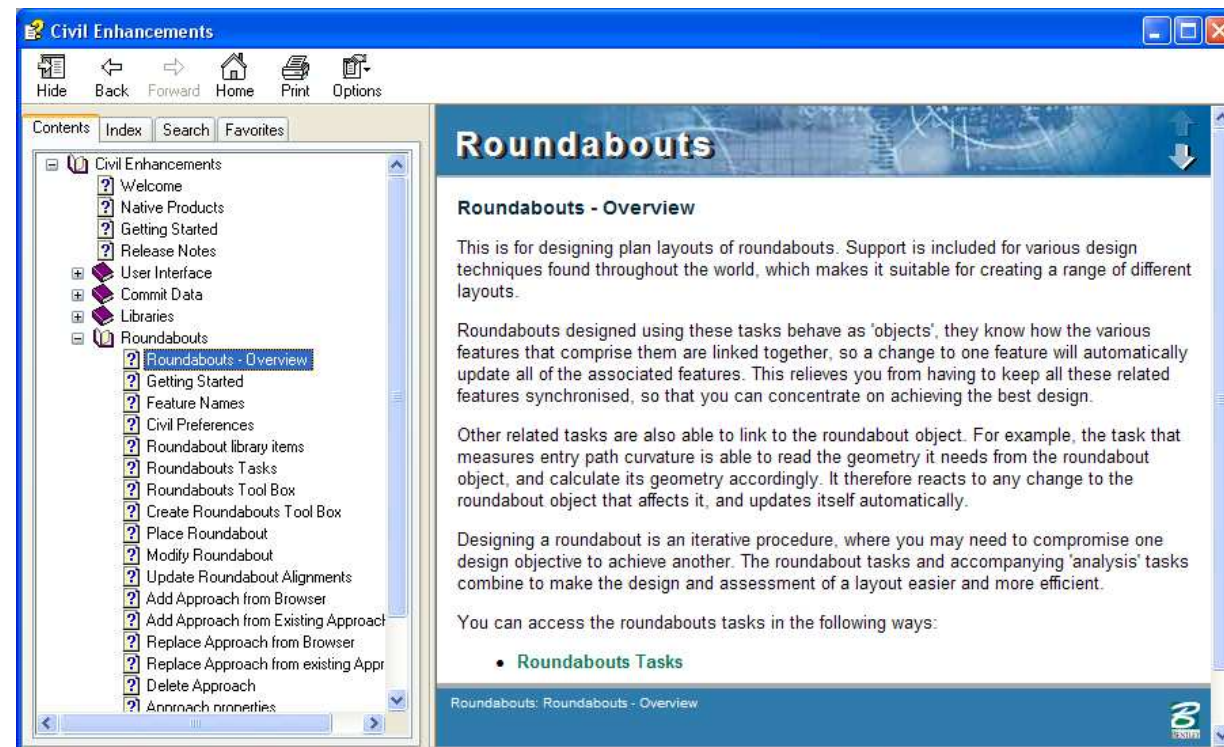 Civil Enhancements
Hide Back Forward Home Print Options
Contents Index Search Favorites
Civil Enhancements
Welcome
Native Products
Getting Started
Release Notes
User Interface
Commit Data
Libraries
Roundabouts
Roundabouts - Overview
Getting Started
Feature Names
Civil Preferences
Roundabout library items
Roundabouts Tasks
Roundabouts Tool Box
Create Roundabouts Tool Box
Place Roundabout
Modify Roundabout
Update Roundabout Alignments
Add Approach from Browser
Add Approach from Existing Approach
Replace Approach from Browser
Replace Approach from existing Appr
Delete Approach
Approach properties
Roundabouts
Roundabouts - Overview
This is for designing plan layouts of roundabouts. Support is included for various design
techniques found throughout the world, which makes it suitable for creating a range of different
layouts.
Roundabouts designed using these tasks behave as 'objects', they know how the various
features that comprise them are linked together, so a change to one feature will automatically
update all of the associated features. This relieves you from having to keep all these related
features synchronised, so that you can concentrate on achieving the best design.
Other related tasks are also able to link to the roundabout object. For example, the task that
measures entry path curvature is able to read the geometry it needs from the roundabout
object, and calculate its geometry accordingly. It therefore reacts to any change to the
roundabout object that affects it, and updates itself automatically.
Designing a roundabout is an iterative procedure, where you may need to compromise one
design objective to achieve another. The roundabout tasks and accompanying 'analysis' tasks
combine to make the design and assessment of a layout easier and more efficient.
You can access the roundabouts tasks in the following ways:
• Roundabouts Tasks
Roundabouts: Roundabouts - Overview
BENTLEY